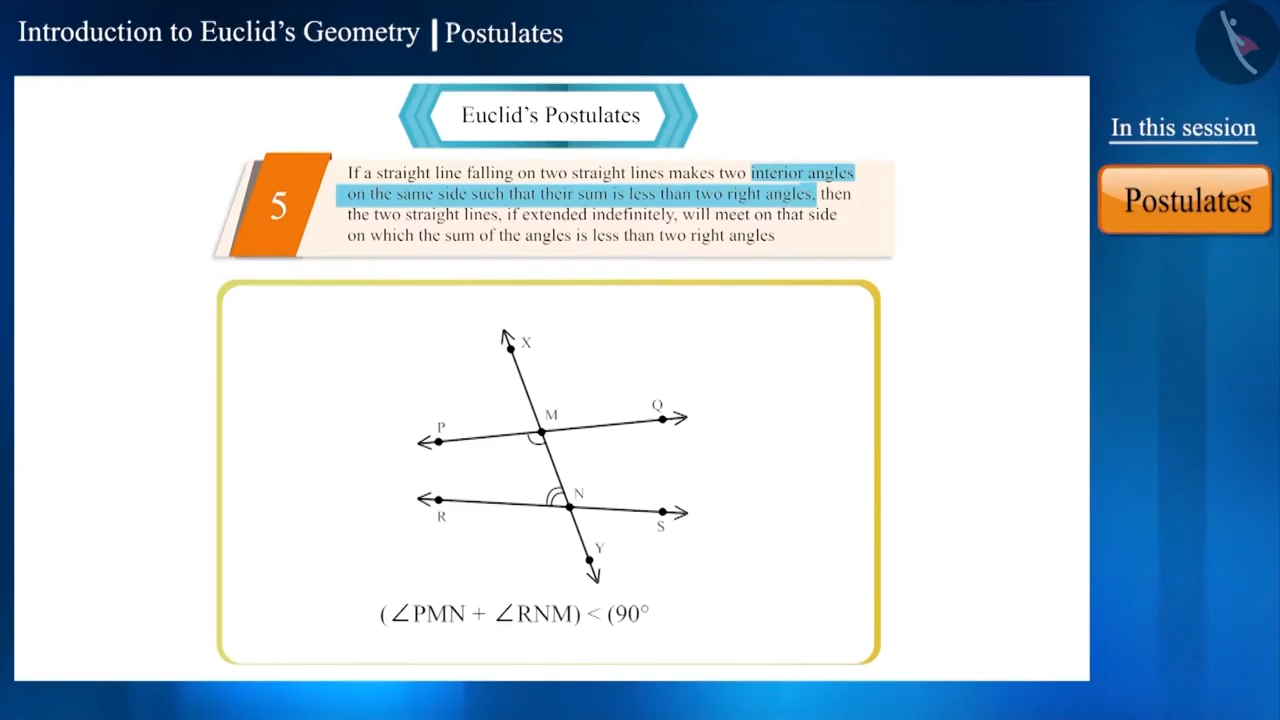 Introduction to Euclid's Geometry | Postulates
Euclid's Postulates
In this session
Postulates
5
If a straight line falling on two straight lines makes two interior angles
on the same side such that their sum is less than two right angles, then
the two straight lines, if extended indefinitely, will meet on that side
on which the sum of the angles is less than two right angles
X
M
Q
P
N
R
S
Y
(∠PMN + ∠RNM) < (90°